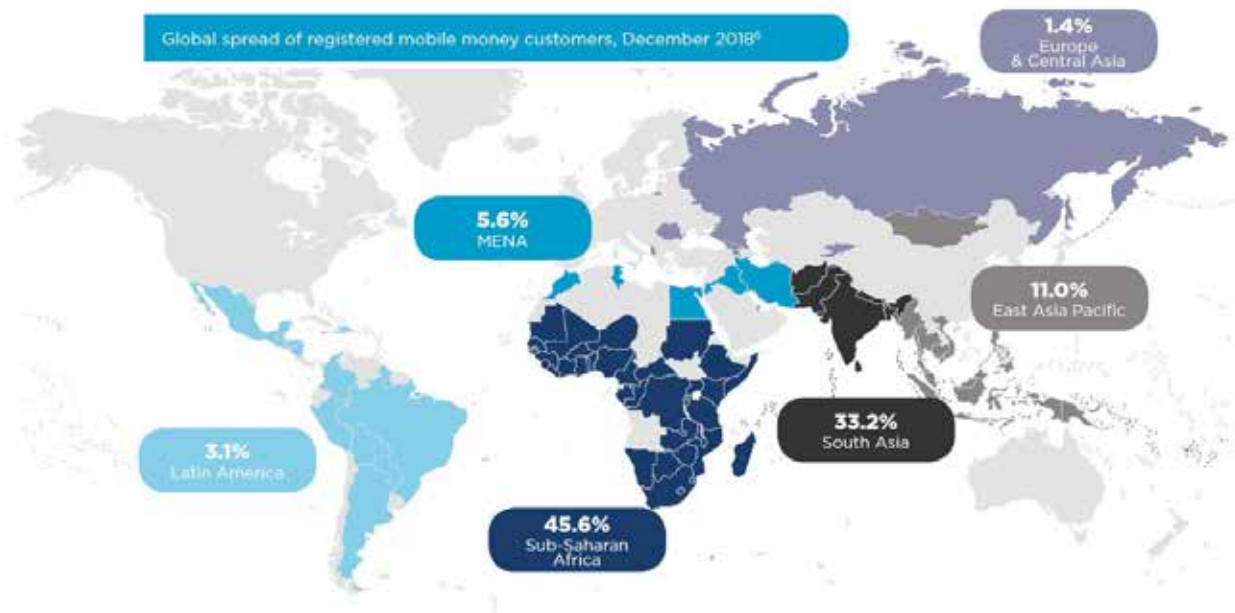 Global spread of registered mobile money customers, December 2018⁶
1.4%
Europe
& Central Asia
5.6%
MENA
11.0%
East Asia Pacific
33.2%
South Asia
3.1%
Latin America
45.6%
Sub-Saharan
Africa